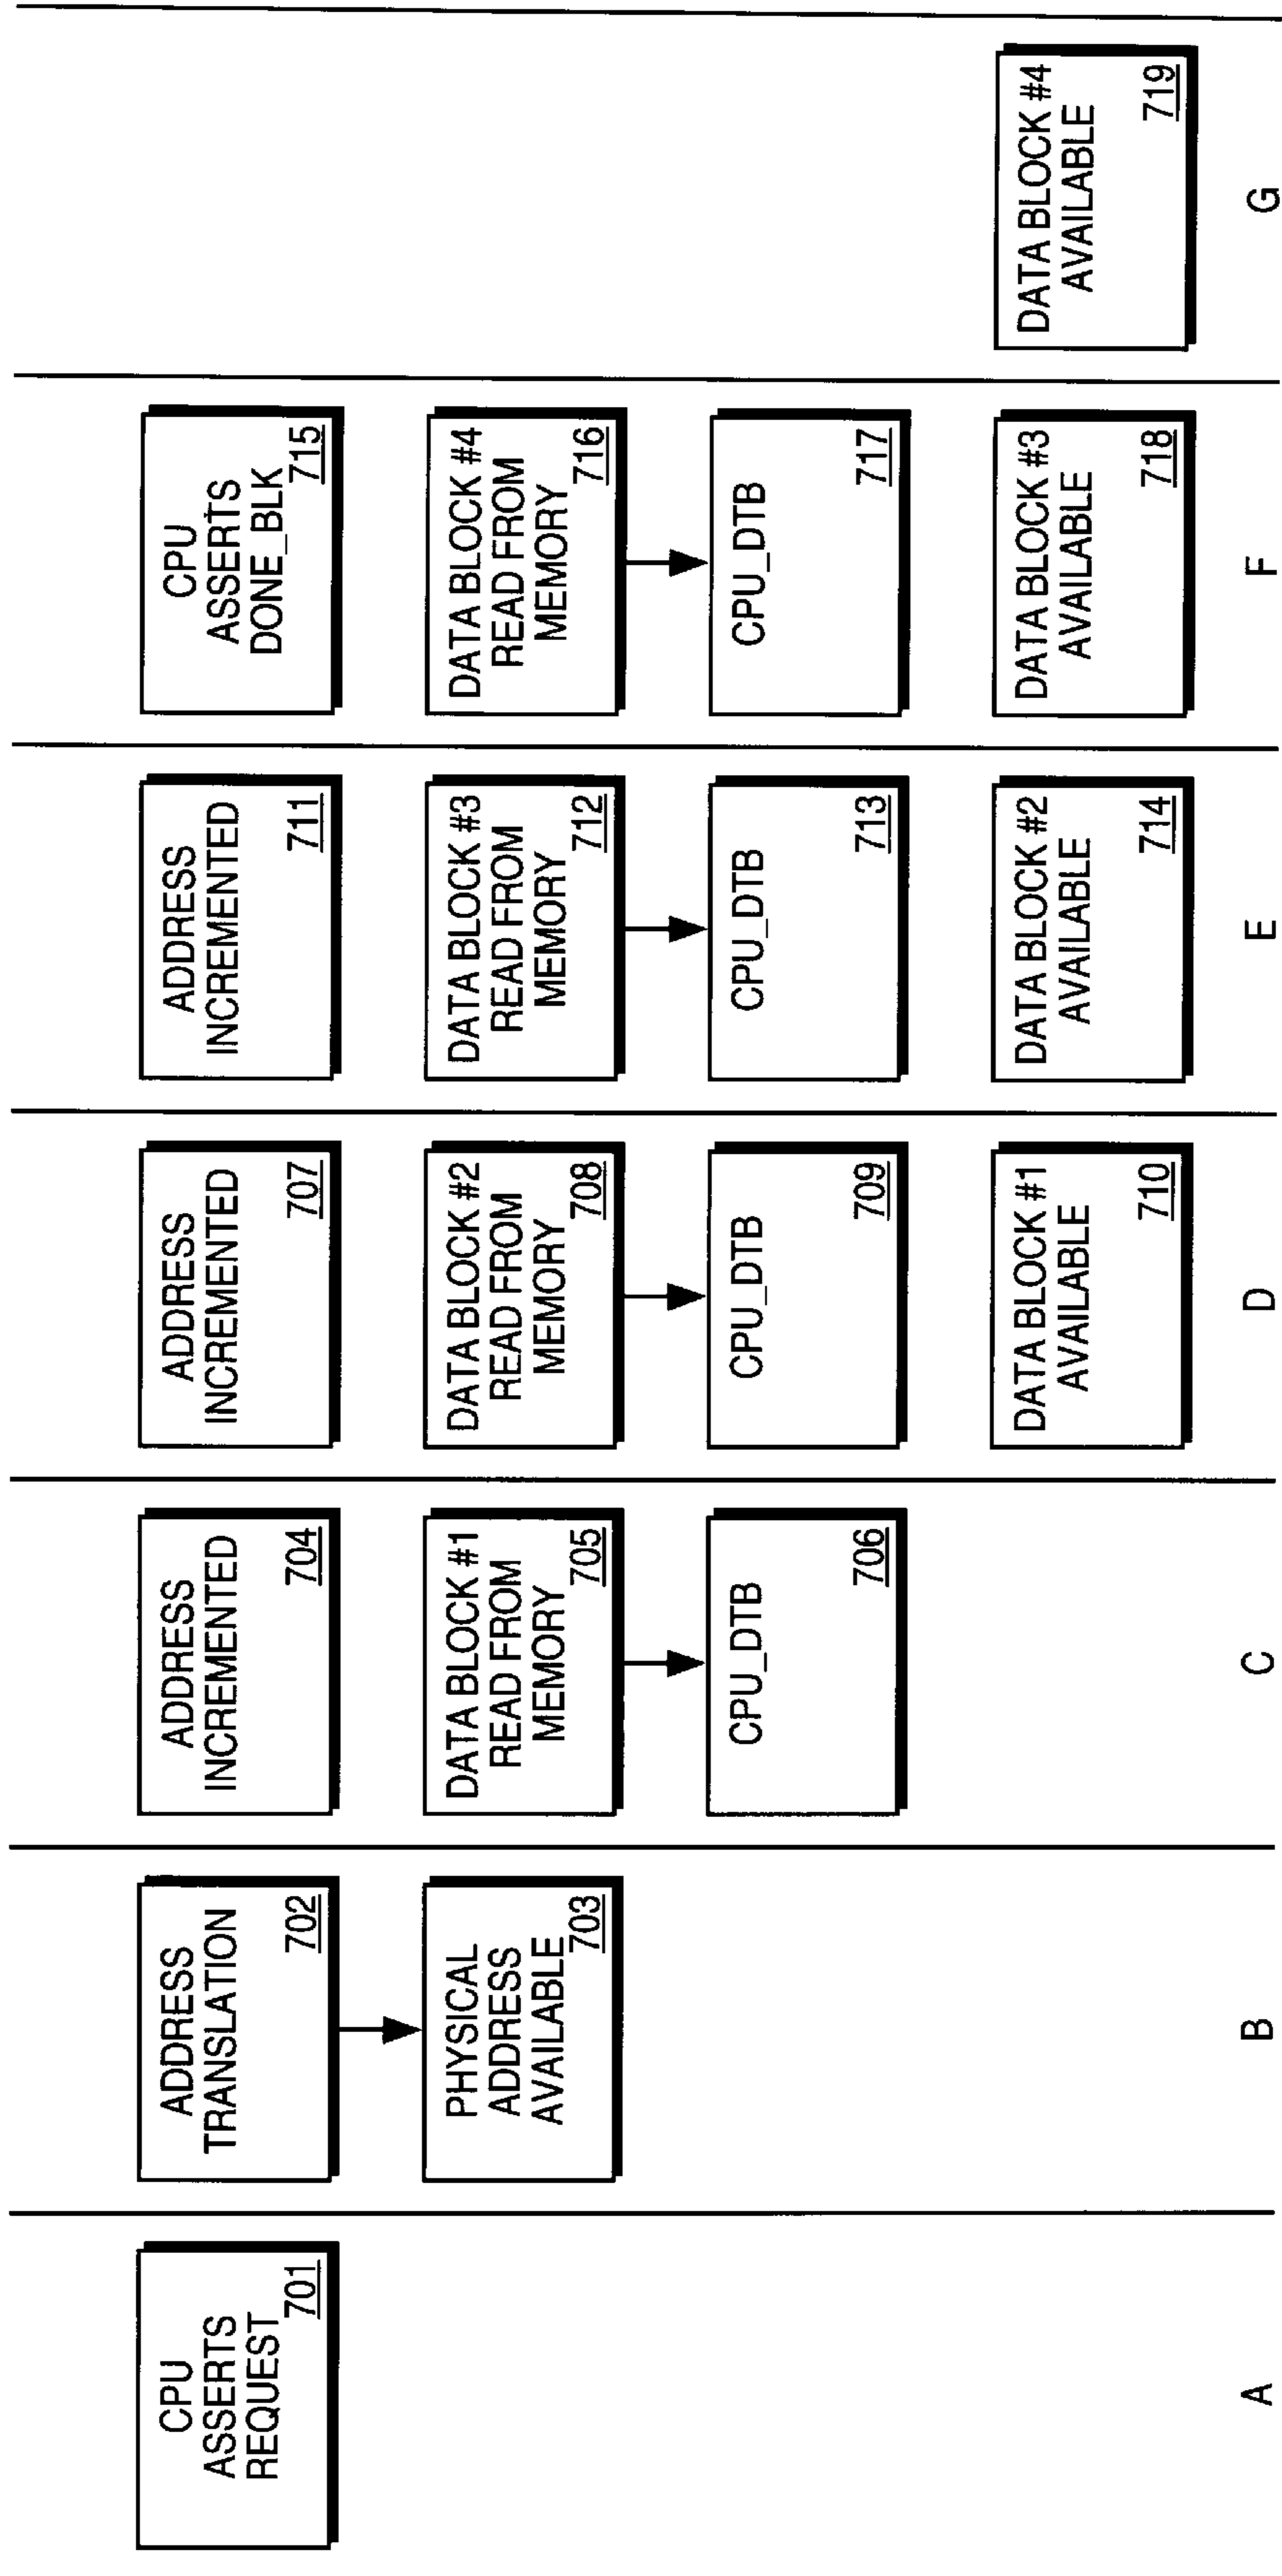 CPU
ASSERTS
REQUEST
701
A
ADDRESS
TRANSLATION
702
PHYSICAL
ADDRESS
AVAILABLE
703
B
ADDRESS
INCREMENTED
704
DATA BLOCK #1
READ FROM
MEMORY
705
CPU_DTB
706
C
ADDRESS
INCREMENTED
707
DATA BLOCK #2
READ FROM
MEMORY
708
CPU_DTB
709
DATA BLOCK #1
AVAILABLE
710
D
ADDRESS
INCREMENTED
711
DATA BLOCK #3
READ FROM
MEMORY
712
CPU_DTB
713
DATA BLOCK #2
AVAILABLE
714
E
CPU
ASSERTS
DONE_BLK
715
DATA BLOCK #4
READ FROM
MEMORY
716
CPU_DTB
717
DATA BLOCK #3
AVAILABLE
718
F
DATA BLOCK #4
AVAILABLE
719
G